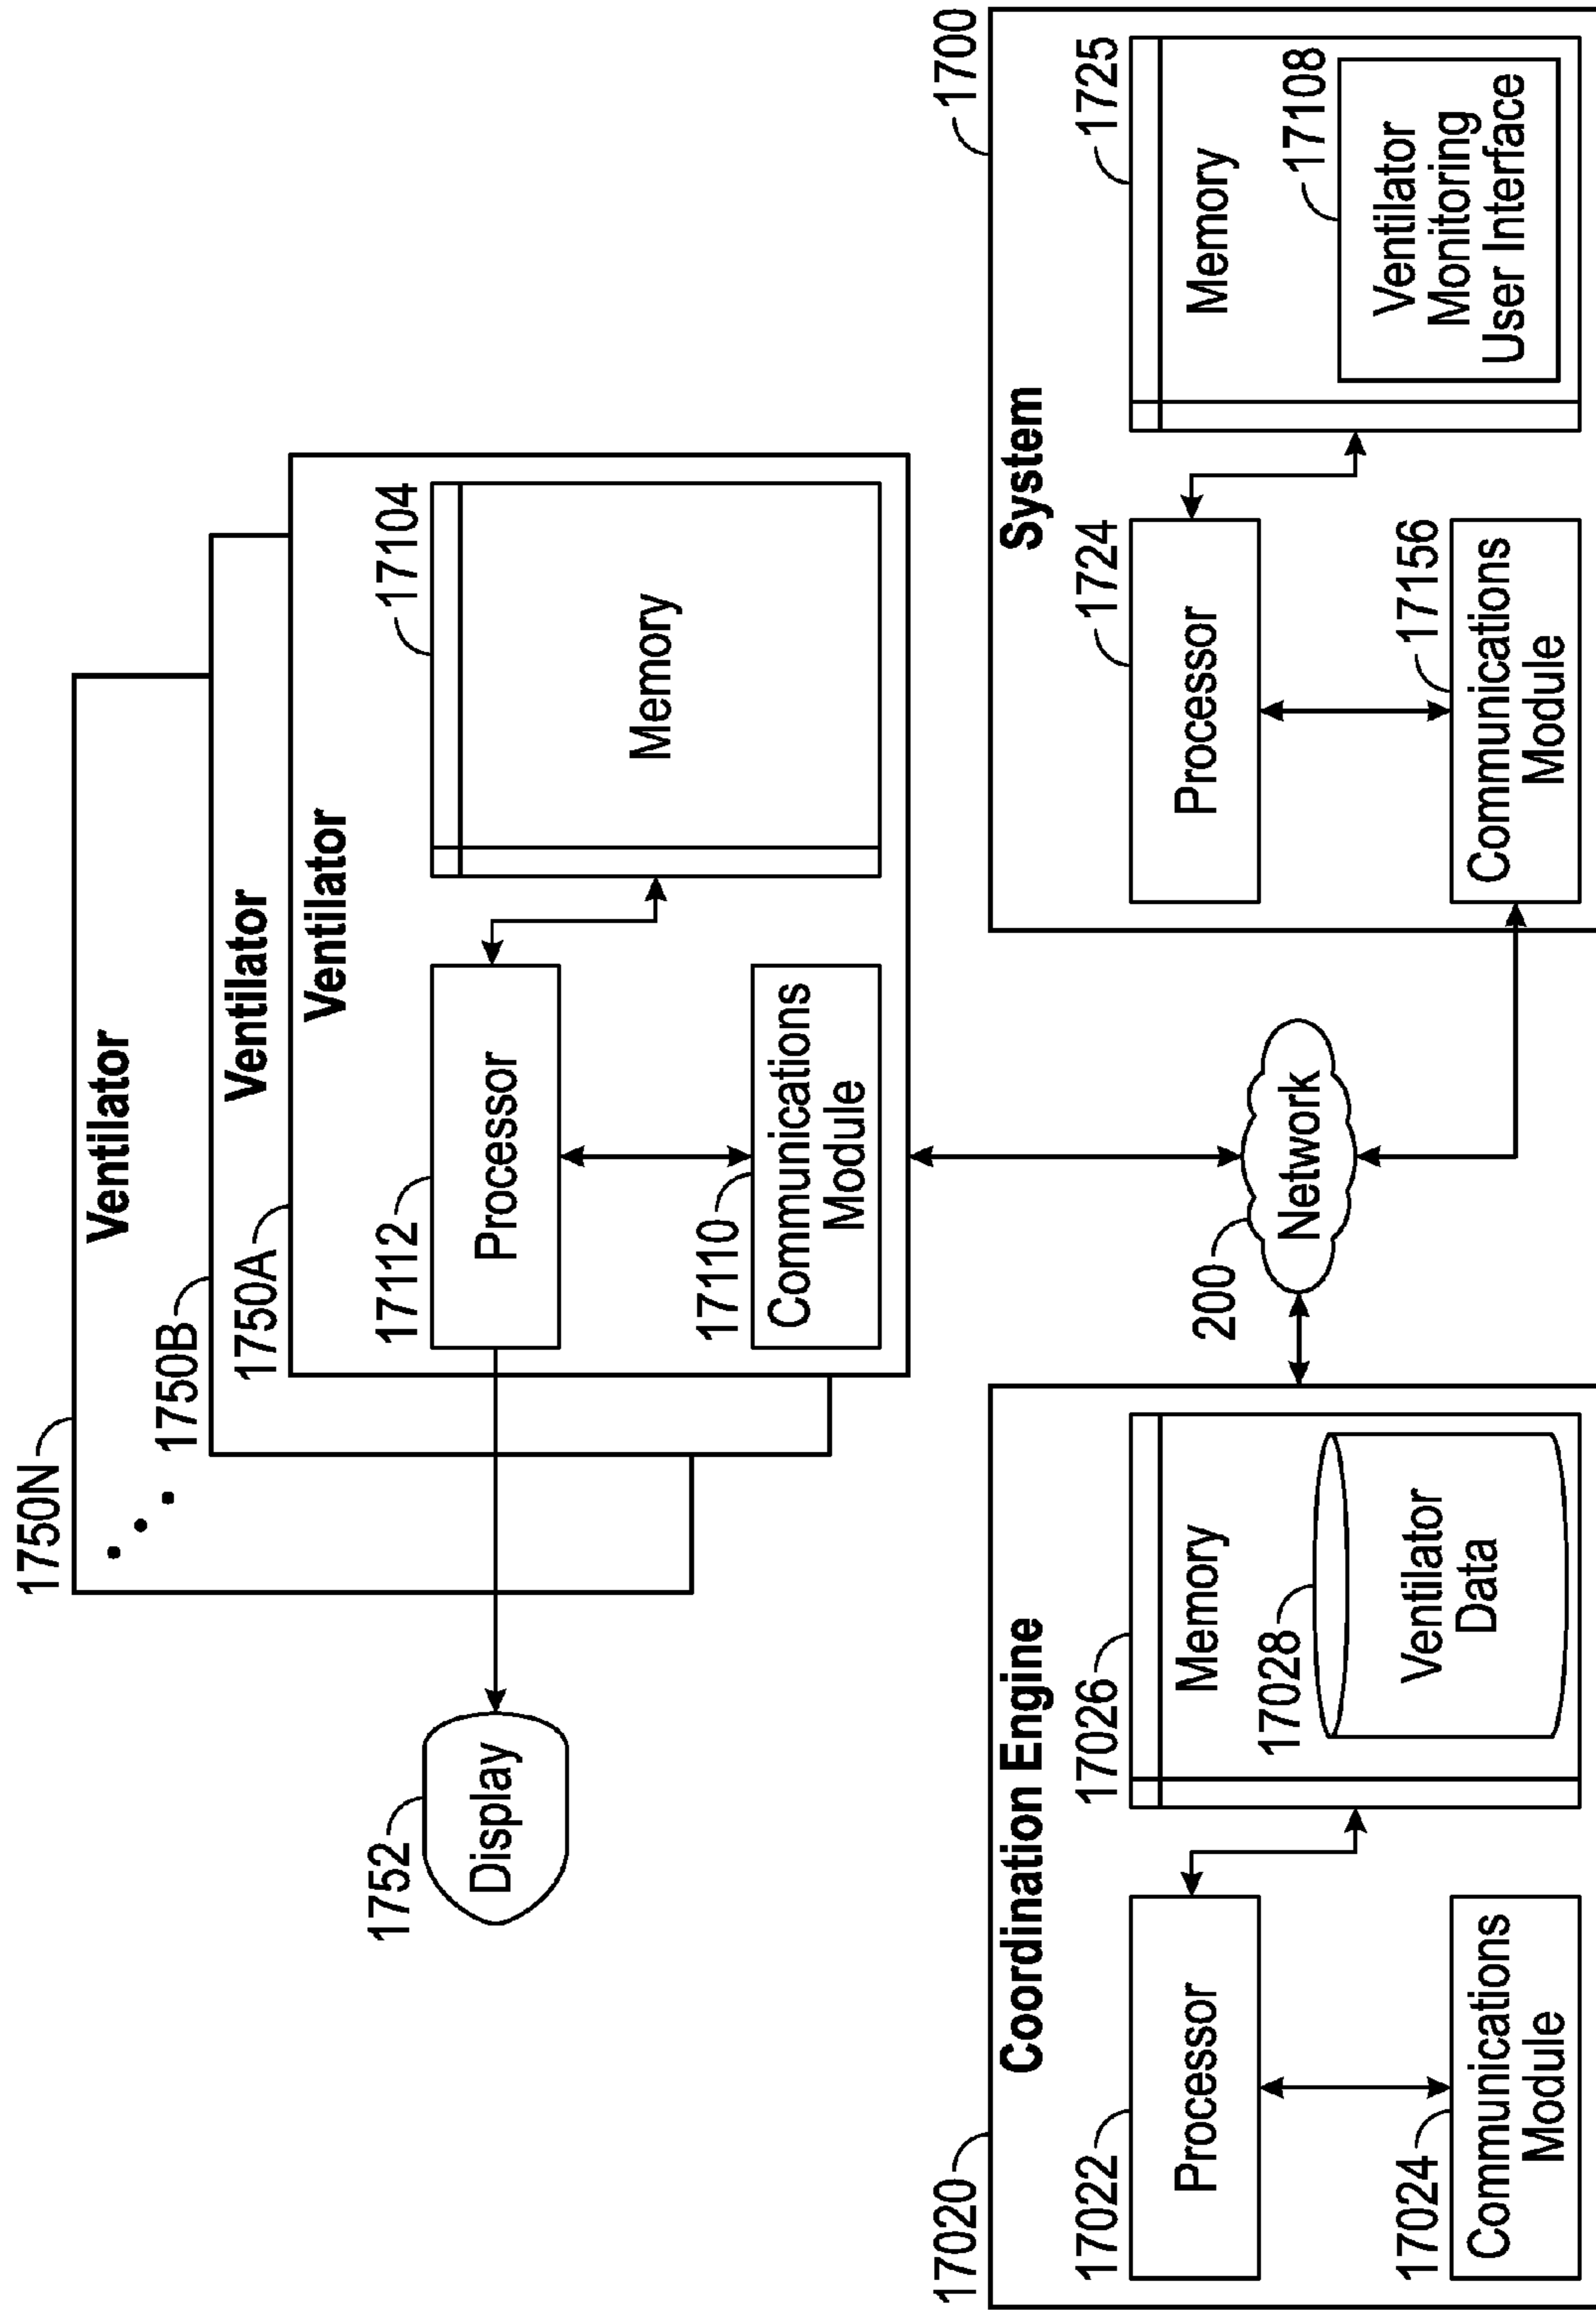 1750N
Ventilator
1750B
Ventilator
1750A
Ventilator
1752
Display
17112
Processor
17104
Memory
17110
Communications
Module
200
Network
17020
Coordination Engine
17022
Processor
17026
Memory
17028
Ventilator
Data
17024
Communications
Module
1700
System
1724
Processor
1725
Memory
17108
Ventilator
Monitoring
User Interface
17156
Communications
Module